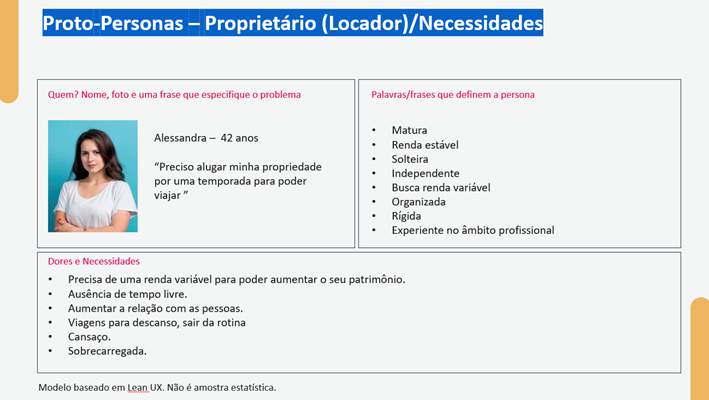 Proto-Personas – Proprietário (Locador)/Necessidades
Quem? Nome, foto e uma frase que especifique o problema
Alessandra – 42 anos
“Preciso alugar minha propriedade
por uma temporada para poder
viajar ”
Palavras/frases que definem a persona
• Matura
• Renda estável
• Solteira
• Independente
• Busca renda variável
• Organizada
• Rígida
• Experiente no âmbito profissional
Dores e Necessidades
• Precisa de uma renda variável para poder aumentar o seu patrimônio.
• Ausência de tempo livre.
• Aumentar a relação com as pessoas.
• Viagens para descanso, sair da rotina
• Cansaço.
• Sobrecarregada.
Modelo baseado em Lean UX. Não é amostra estatística.